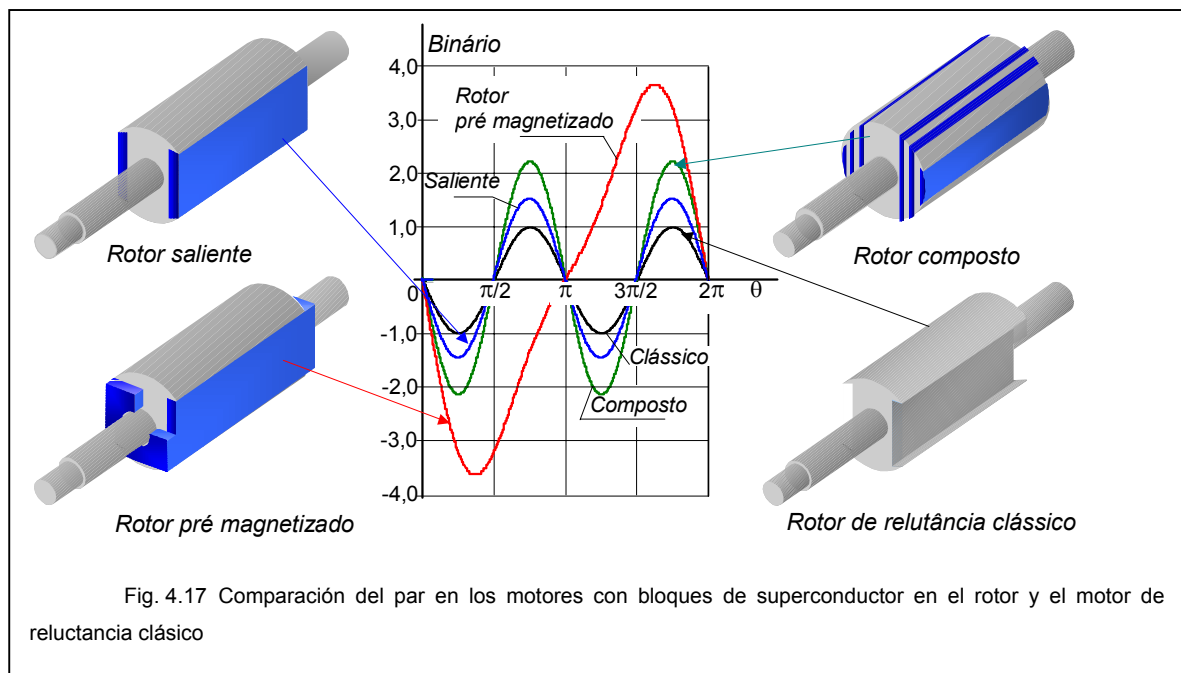 Binário
4,0
3,0
2,0
1,0
0
-1,0
-2,0
-3,0
-4,0
π/2
π
3π/2
2π
θ
Rotor
pré magnetizado
Saliente
Clássico
Composto
Rotor saliente
Rotor composto
Rotor pré magnetizado
Rotor de relutância clássico
Fig. 4.17 Comparación del par en los motores con bloques de superconductor en el rotor y el motor de
reluctancia clásico